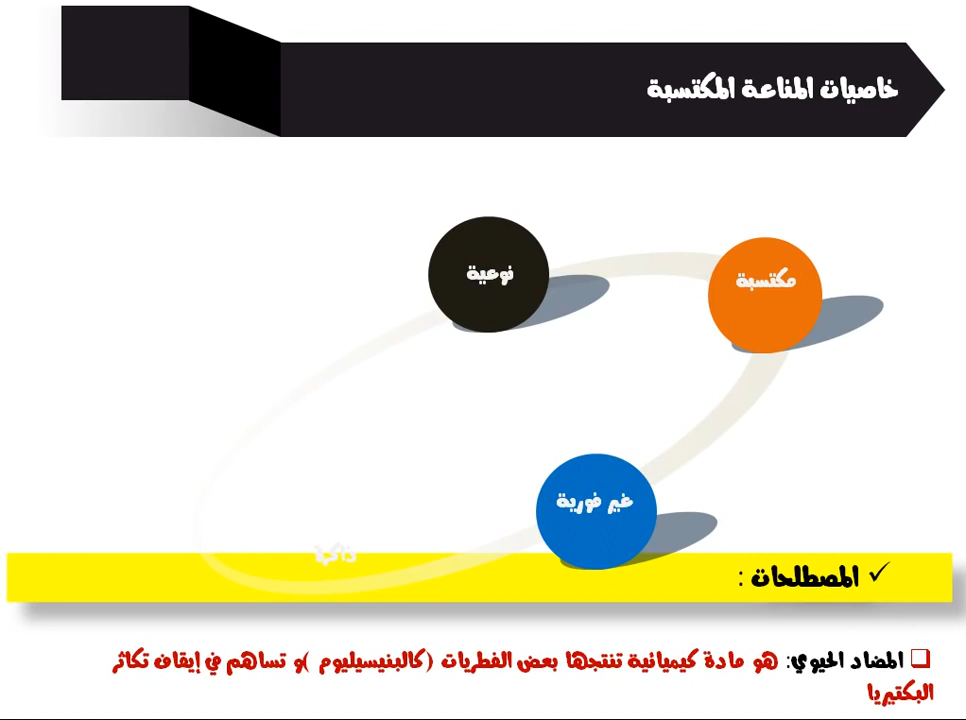 خاصيات المناعة المكتسبة
نوعية
مكتسبة
غير فورية
ذاكرة
✓ المصطلحات :
❑ المضاد الحيوي: هو مادة كيميائية تنتجها بعض الفطريات (كالبنيسيليوم )و تساهم في إيقاف تكاثر
البكتيريا